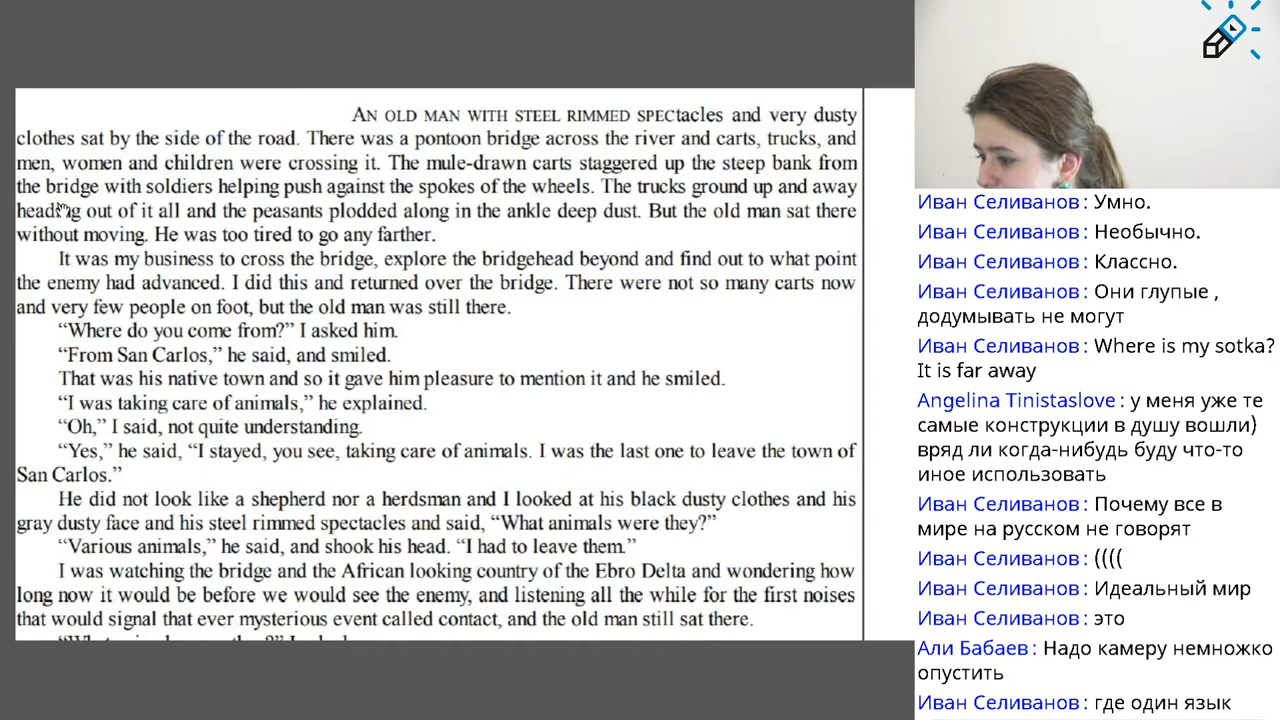 AN OLD MAN WITH STEEL RIMMED SPECtacles and very dusty
clothes sat by the side of the road. There was a pontoon bridge across the river and carts, trucks, and
men, women and children were crossing it. The mule-drawn carts staggered up the steep bank from
the bridge with soldiers helping push against the spokes of the wheels. The trucks ground up and away
heading out of it all and the peasants plodded along in the ankle deep dust. But the old man sat there
without moving. He was too tired to go any farther.
It was my business to cross the bridge, explore the bridgehead beyond and find out to what point
the enemy had advanced. I did this and returned over the bridge. There were not so many carts now
and very few people on foot, but the old man was still there.
“Where do you come from?” I asked him.
“From San Carlos,” he said, and smiled.
That was his native town and so it gave him pleasure to mention it and he smiled.
“I was taking care of animals,” he explained.
“Oh,” I said, not quite understanding.
“Yes,” he said, “I stayed, you see, taking care of animals. I was the last one to leave the town of
San Carlos.”
He did not look like a shepherd nor a herdsman and I looked at his black dusty clothes and his
gray dusty face and his steel rimmed spectacles and said, “What animals were they?”
“Various animals,” he said, and shook his head. “I had to leave them.”
I was watching the bridge and the African looking country of the Ebro Delta and wondering how
long now it would be before we would see the enemy, and listening all the while for the first noises
that would signal that ever mysterious event called contact, and the old man still sat there.
Иван Селиванов : Умно.
Иван Селиванов : Необычно.
Иван Селиванов : Классно.
Иван Селиванов : Они глупые ,
додумывать не могут
Иван Селиванов : Where is my sotka?
It is far away
Angelina Tinistaslove : у меня уже те
самые конструкции в душу вошли)
вряд ли когда-нибудь буду что-то
иное использовать
Иван Селиванов : Почему все в
мире на русском не говорят
Иван Селиванов : ((((
Иван Селиванов : Идеальный мир
Иван Селиванов : это
Али Бабаев : Надо камеру немножко
опустить
Иван Селиванов : где один язык